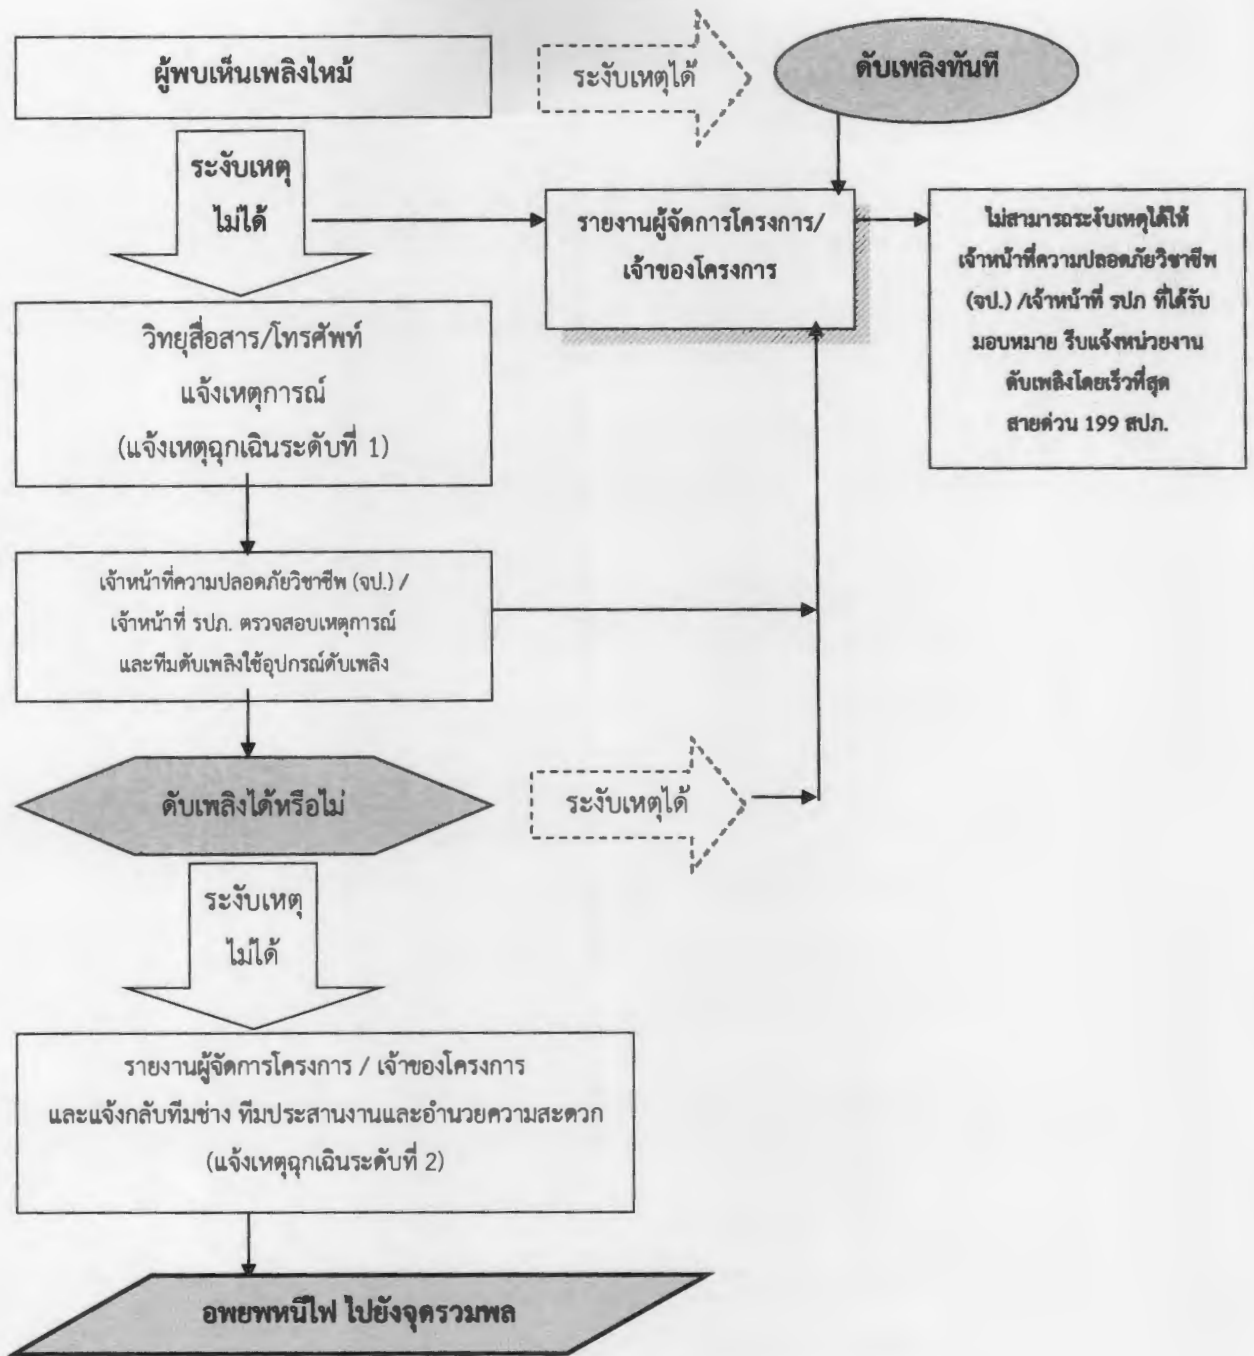 ผู้พบเห็นเพลิงไหม้
ระงับเหตุได้
ดับเพลิงทันที
ระงับเหตุ
ไม่ได้
รายงานผู้จัดการโครงการ/
เจ้าของโครงการ
ไม่สามารถระงับเหตุได้ให้
เจ้าหน้าที่ความปลอดภัยวิชาชีพ
(จป.) /เจ้าหน้าที่ รปภ ที่ได้รับ
มอบหมาย รีบแจ้งหน่วยงาน
ดับเพลิงโดยเร็วที่สุด
สายด่วน 199 สปภ.
วิทยุสื่อสาร/โทรศัพท์
แจ้งเหตุการณ์
(แจ้งเหตุฉุกเฉินระดับที่ 1)
เจ้าหน้าที่ความปลอดภัยวิชาชีพ (จป.) /
เจ้าหน้าที่ รปภ. ตรวจสอบเหตุการณ์
และทีมดับเพลิงใช้อุปกรณ์ดับเพลิง
ดับเพลิงได้หรือไม่
ระงับเหตุได้
ระงับเหตุ
ไม่ได้
รายงานผู้จัดการโครงการ / เจ้าของโครงการ
และแจ้งกลับทีมช่าง ทีมประสานงานและอำนวยความสะดวก
(แจ้งเหตุฉุกเฉินระดับที่ 2)
อพยพหนีไฟ ไปยังจุดรวมพล